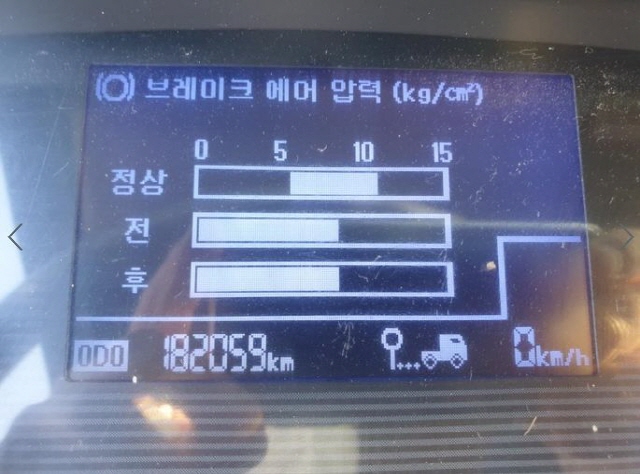 브레이크 에어 압력 (kg/cm²)
0 5 10 15
정상
전
후
ODO 182059km 0km/h